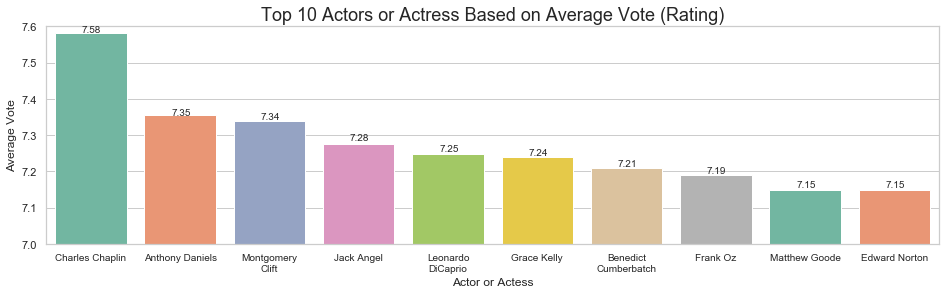 Top 10 Actors or Actress Based on Average Vote (Rating)
Average Vote
7.6
7.5
7.4
7.3
7.2
7.1
7.0
7.58
7.35
7.34
7.28
7.25
7.24
7.21
7.19
7.15
7.15
Charles Chaplin
Anthony Daniels
Montgomery
Clift
Jack Angel
Leonardo
DiCaprio
Grace Kelly
Benedict
Cumberbatch
Frank Oz
Matthew Goode
Edward Norton
Actor or Actess